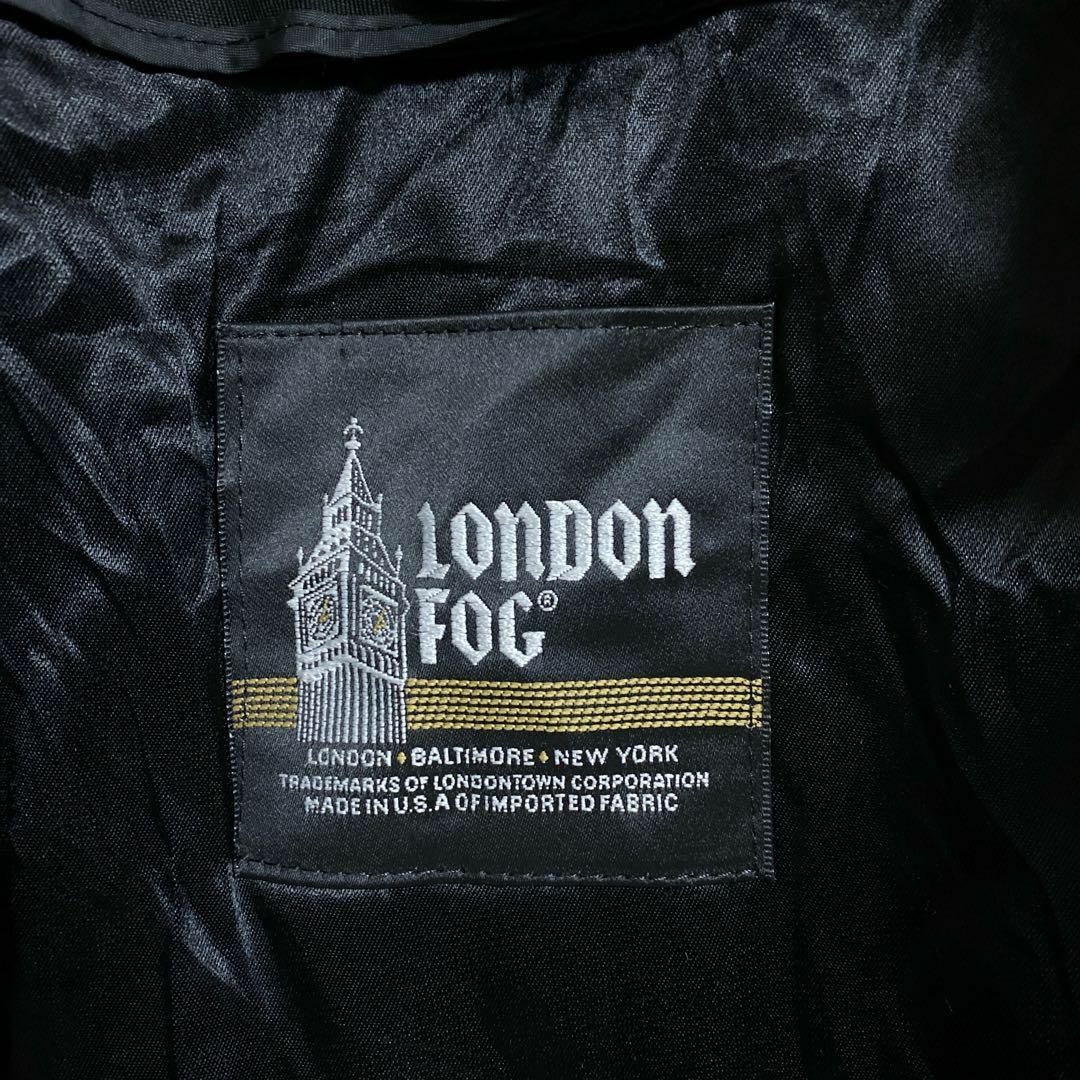 LONDON
FOG®
LONDON ♦ BALTIMORE ♦ NEW YORK
TRADEMARKS OF LONDONTOWN CORPORATION
MADE IN U.S.A OF IMPORTED FABRIC